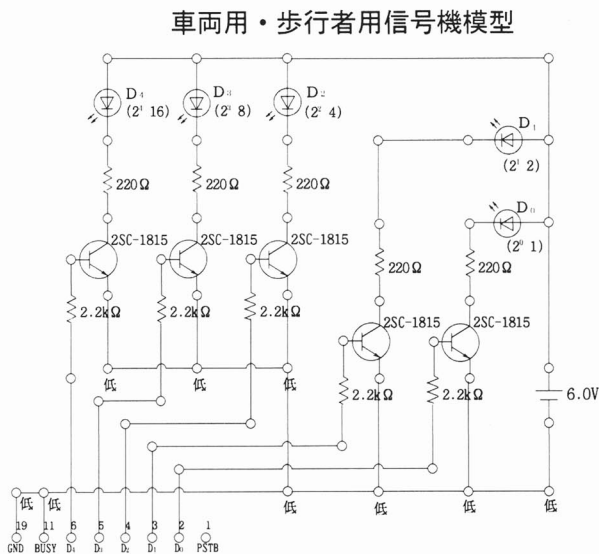 車両用・歩行者用信号機模型
D₄
(2⁴ 16)
D₃
(2³ 8)
D₂
(2² 4)
D₁
(2¹ 2)
D₀
(2⁰ 1)
220Ω
220Ω
220Ω
220Ω
220Ω
2SC-1815
2SC-1815
2SC-1815
2.2kΩ
2.2kΩ
2.2kΩ
2SC-1815
2SC-1815
低
低
低
2.2kΩ
2.2kΩ
6.0V
低
低
低
低
低
低
19
11
6
5
4
3
2
1
GND
BUSY
D₄
D₃
D₂
D₁
D₀
PSTB